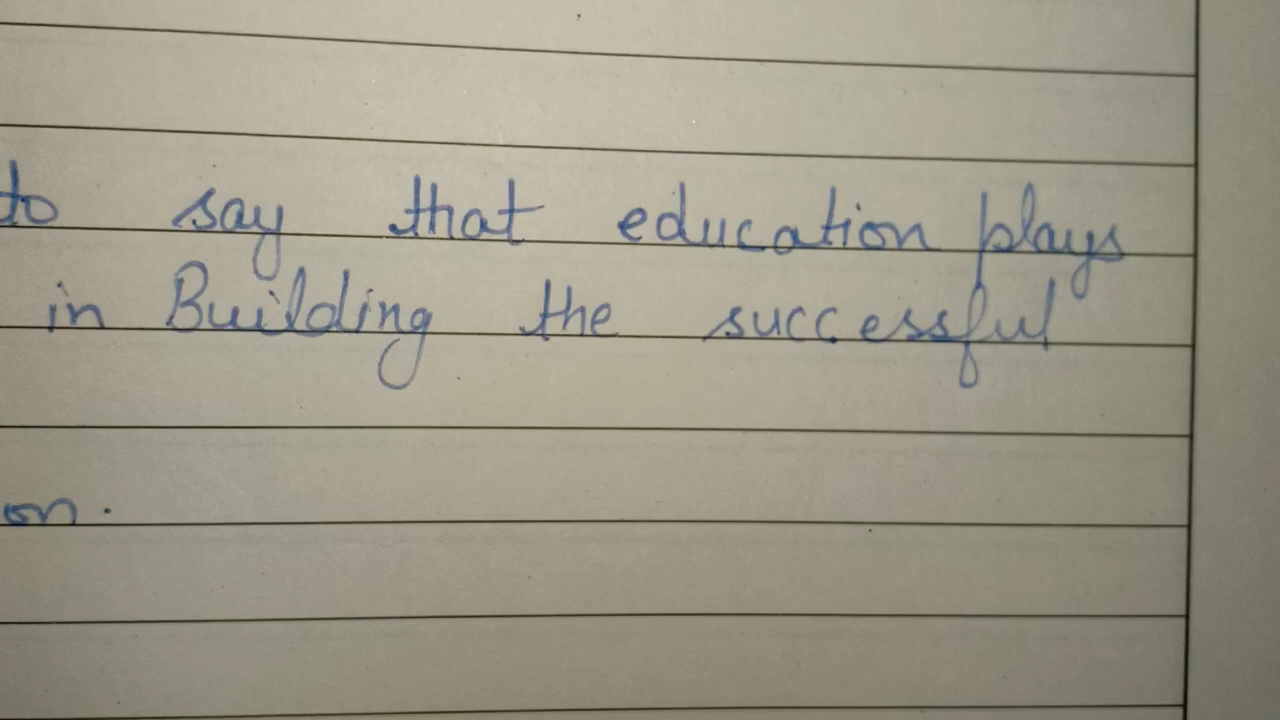 to say that education plays
in Building the successful
on.